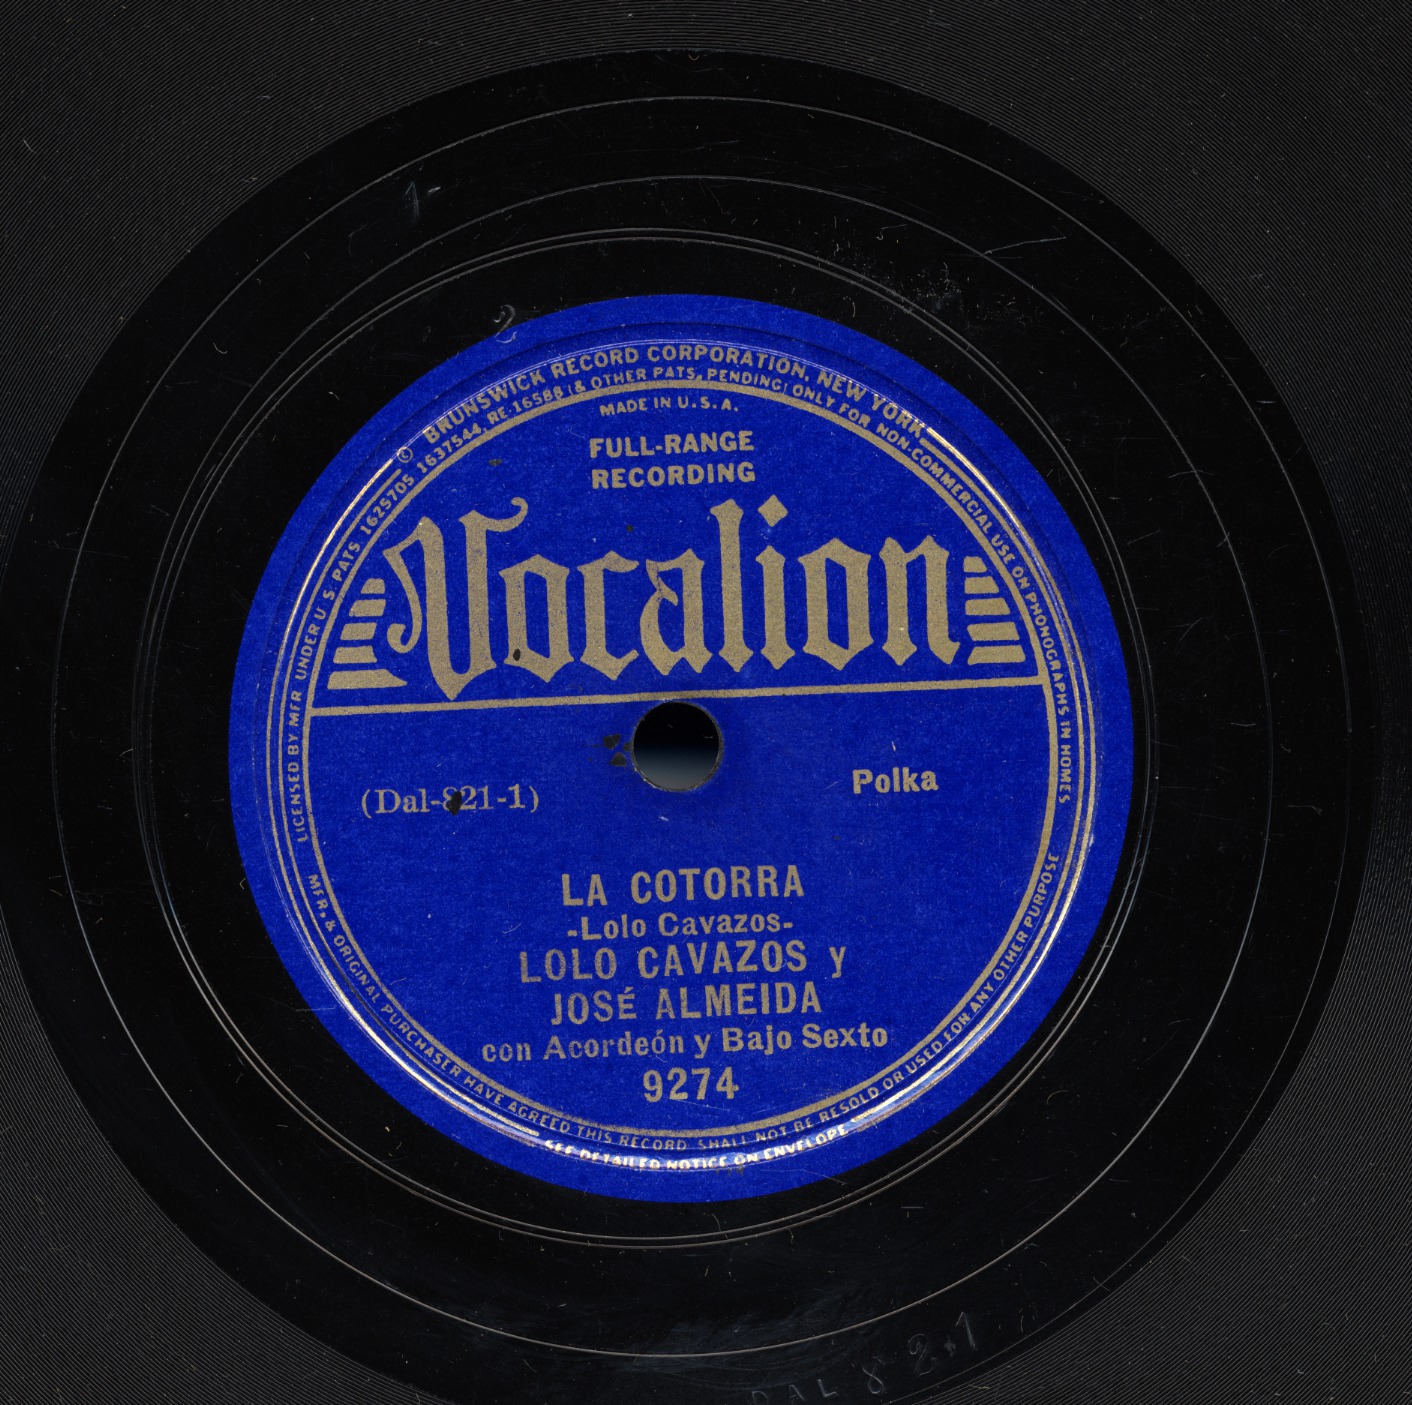 © BRUNSWICK RECORD CORPORATION, NEW YORK
LICENSED BY MFR. UNDER U.S. PATS. 1625705, 1637544, RE. 16588 (& OTHER PATS. PENDING) ONLY FOR NON-COMMERCIAL USE ON PHONOGRAPHS IN HOMES
MADE IN U.S.A.
FULL-RANGE
RECORDING
Vocalion
(Dal-821-1)
Polka
LA COTORRA
-Lolo Cavazos-
LOLO CAVAZOS y
JOSÉ ALMEIDA
con Acordeón y Bajo Sexto
9274
MFR. & ORIGINAL PURCHASER HAVE AGREED THIS RECORD SHALL NOT BE RESOLD OR USED FOR ANY OTHER PURPOSE
SEE DETAILED NOTICE ON ENVELOPE
DAL 821